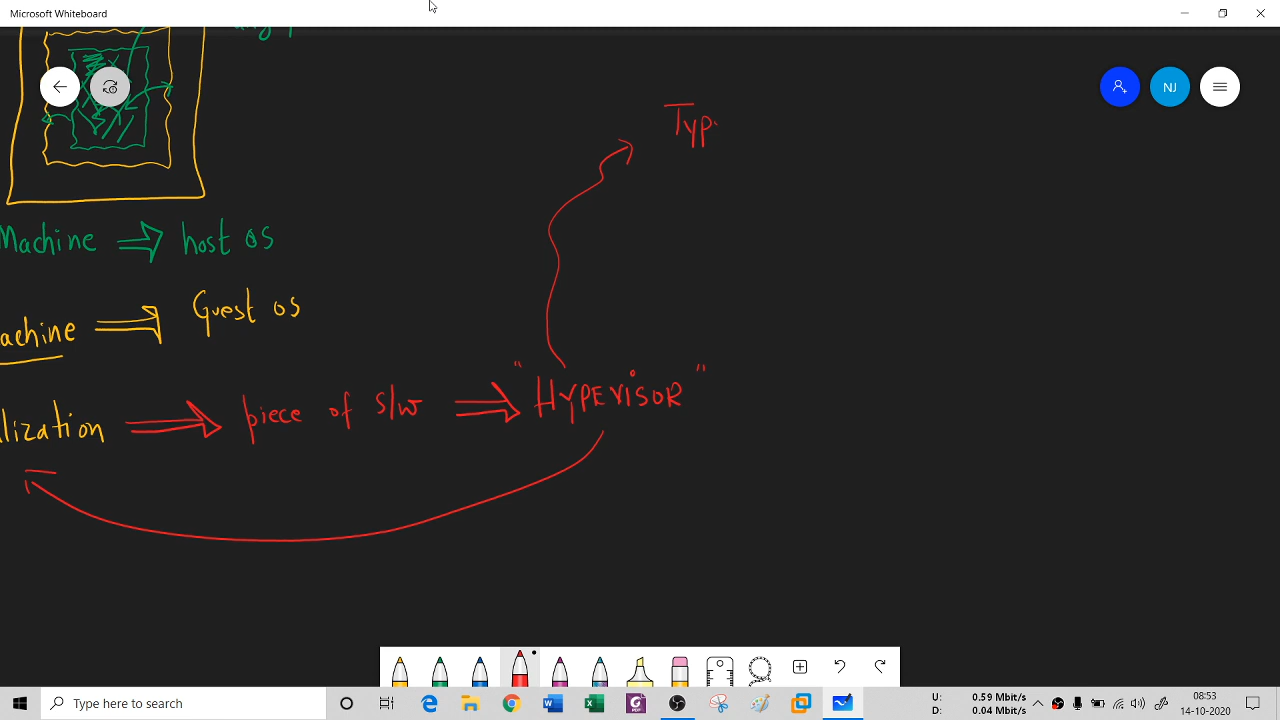 Microsoft Whiteboard
NJ
Typ
Machine ⇒ host os
Guest os
achine ⇒
lization ⇒ piece of S/w ⇒ "HYPEViSOR"
Type here to search
U: 0.59 Mbit/s
D: 0.04 Mbit/s
08:53
14-10-2020